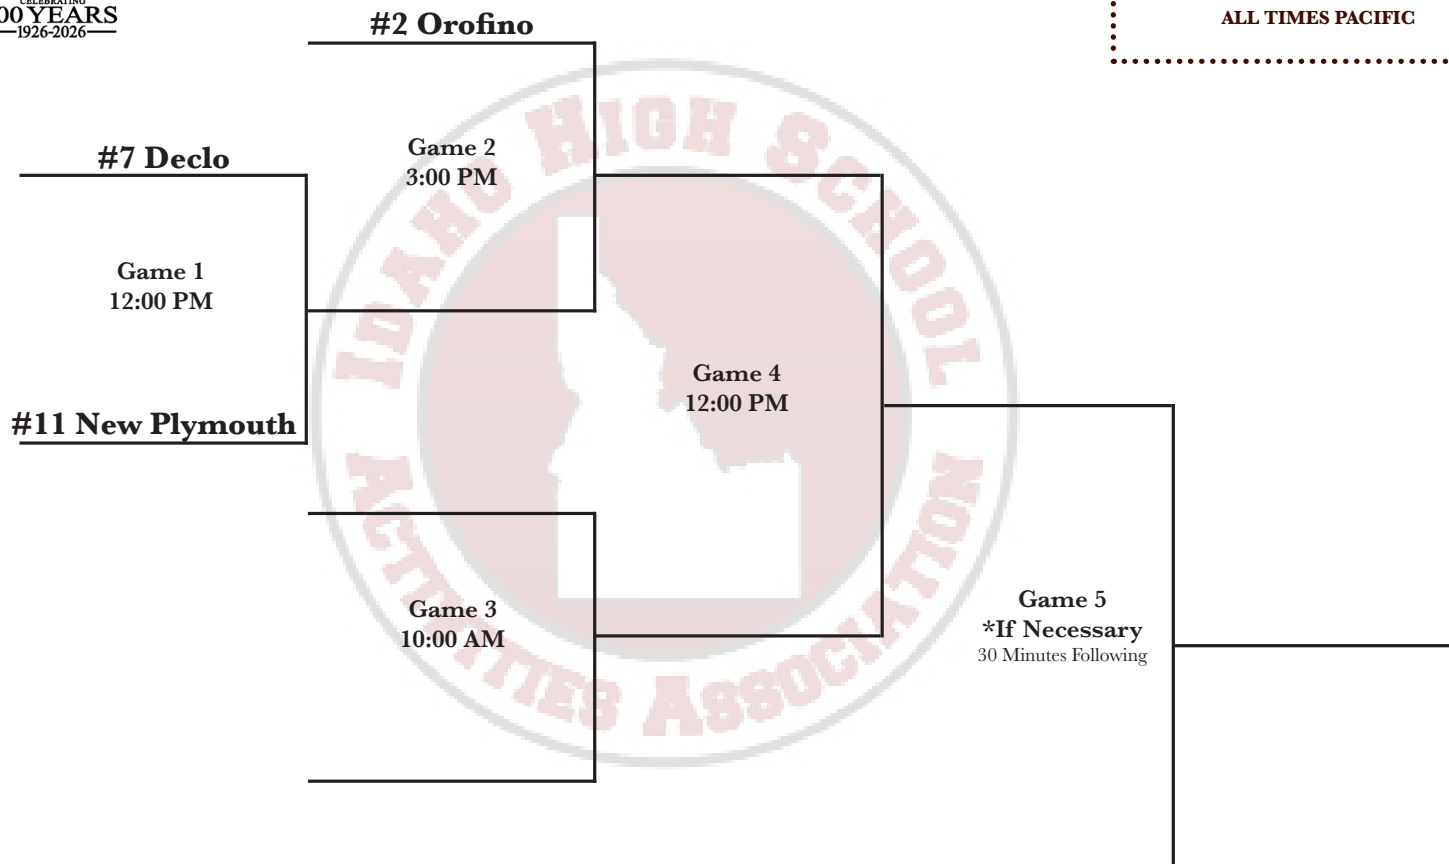 CELEBRATING
00 YEARS
1926-2026
#2 Orofino
ALL TIMES PACIFIC
#7 Declo
Game 2
3:00 PM
Game 1
12:00 PM
Game 4
12:00 PM
#11 New Plymouth
Game 3
10:00 AM
Game 5
*If Necessary
30 Minutes Following
IDAHO HIGH SCHOOL
ACTIVITIES ASSOCIATION